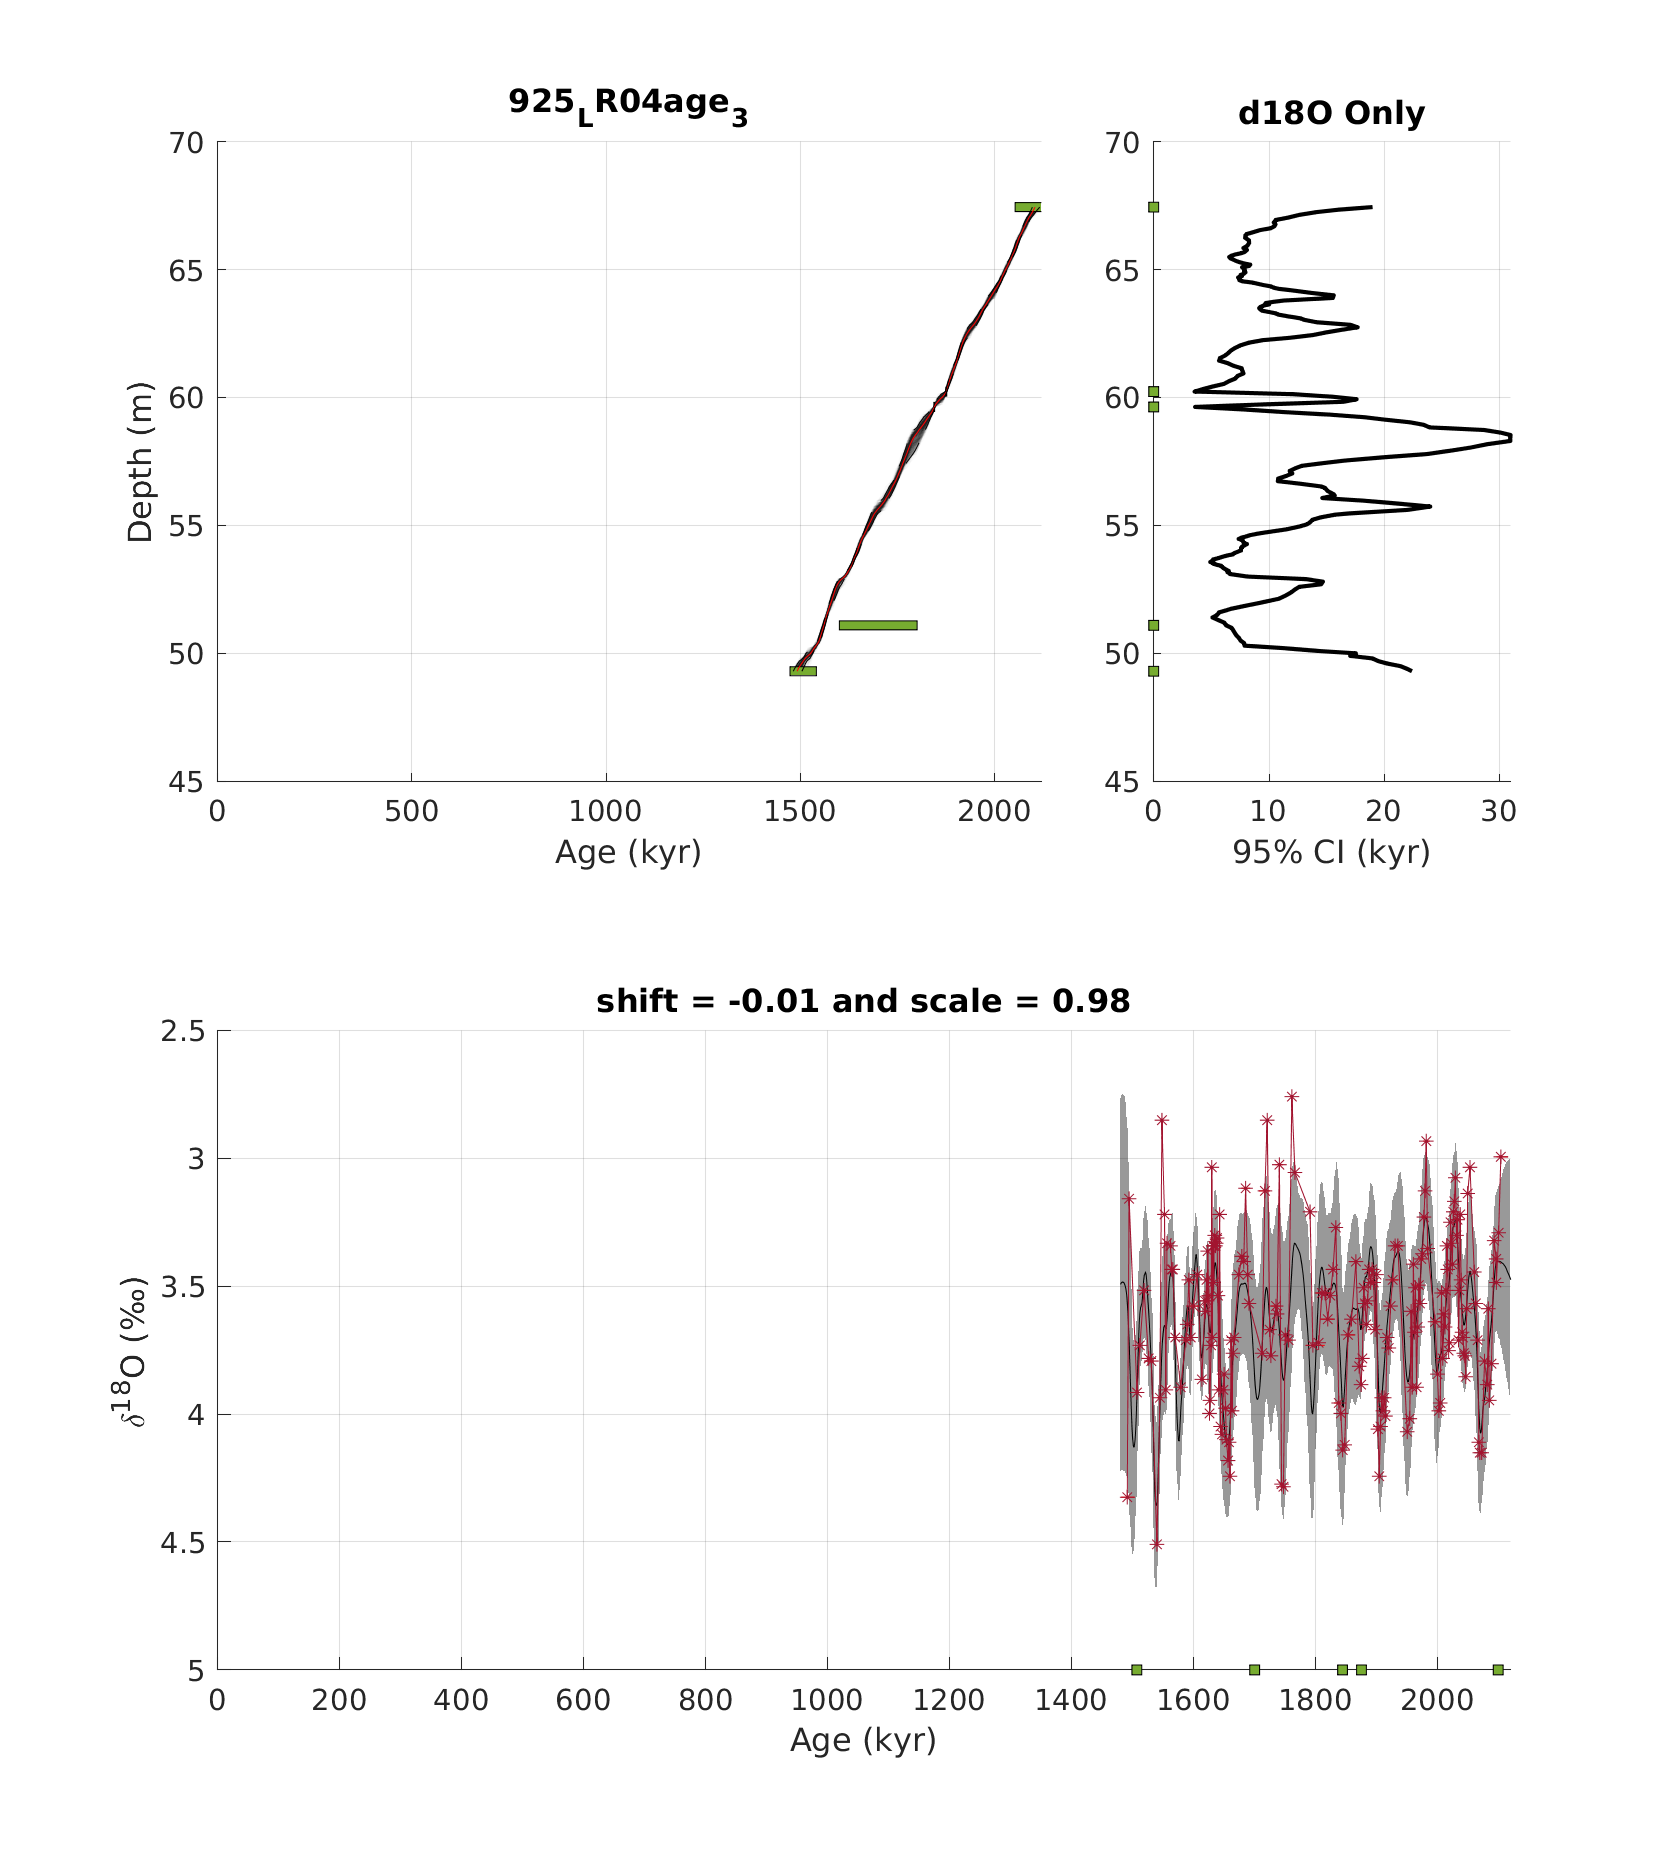 925LR04age3
d18O Only
70
65
60
55
50
45
Depth (m)
0 500 1000 1500 2000
Age (kyr)
70
65
60
55
50
45
0 10 20 30
95% CI (kyr)
shift = -0.01 and scale = 0.98
2.5
3
3.5
4
4.5
5
δ18O (‰)
0 200 400 600 800 1000 1200 1400 1600 1800 2000
Age (kyr)